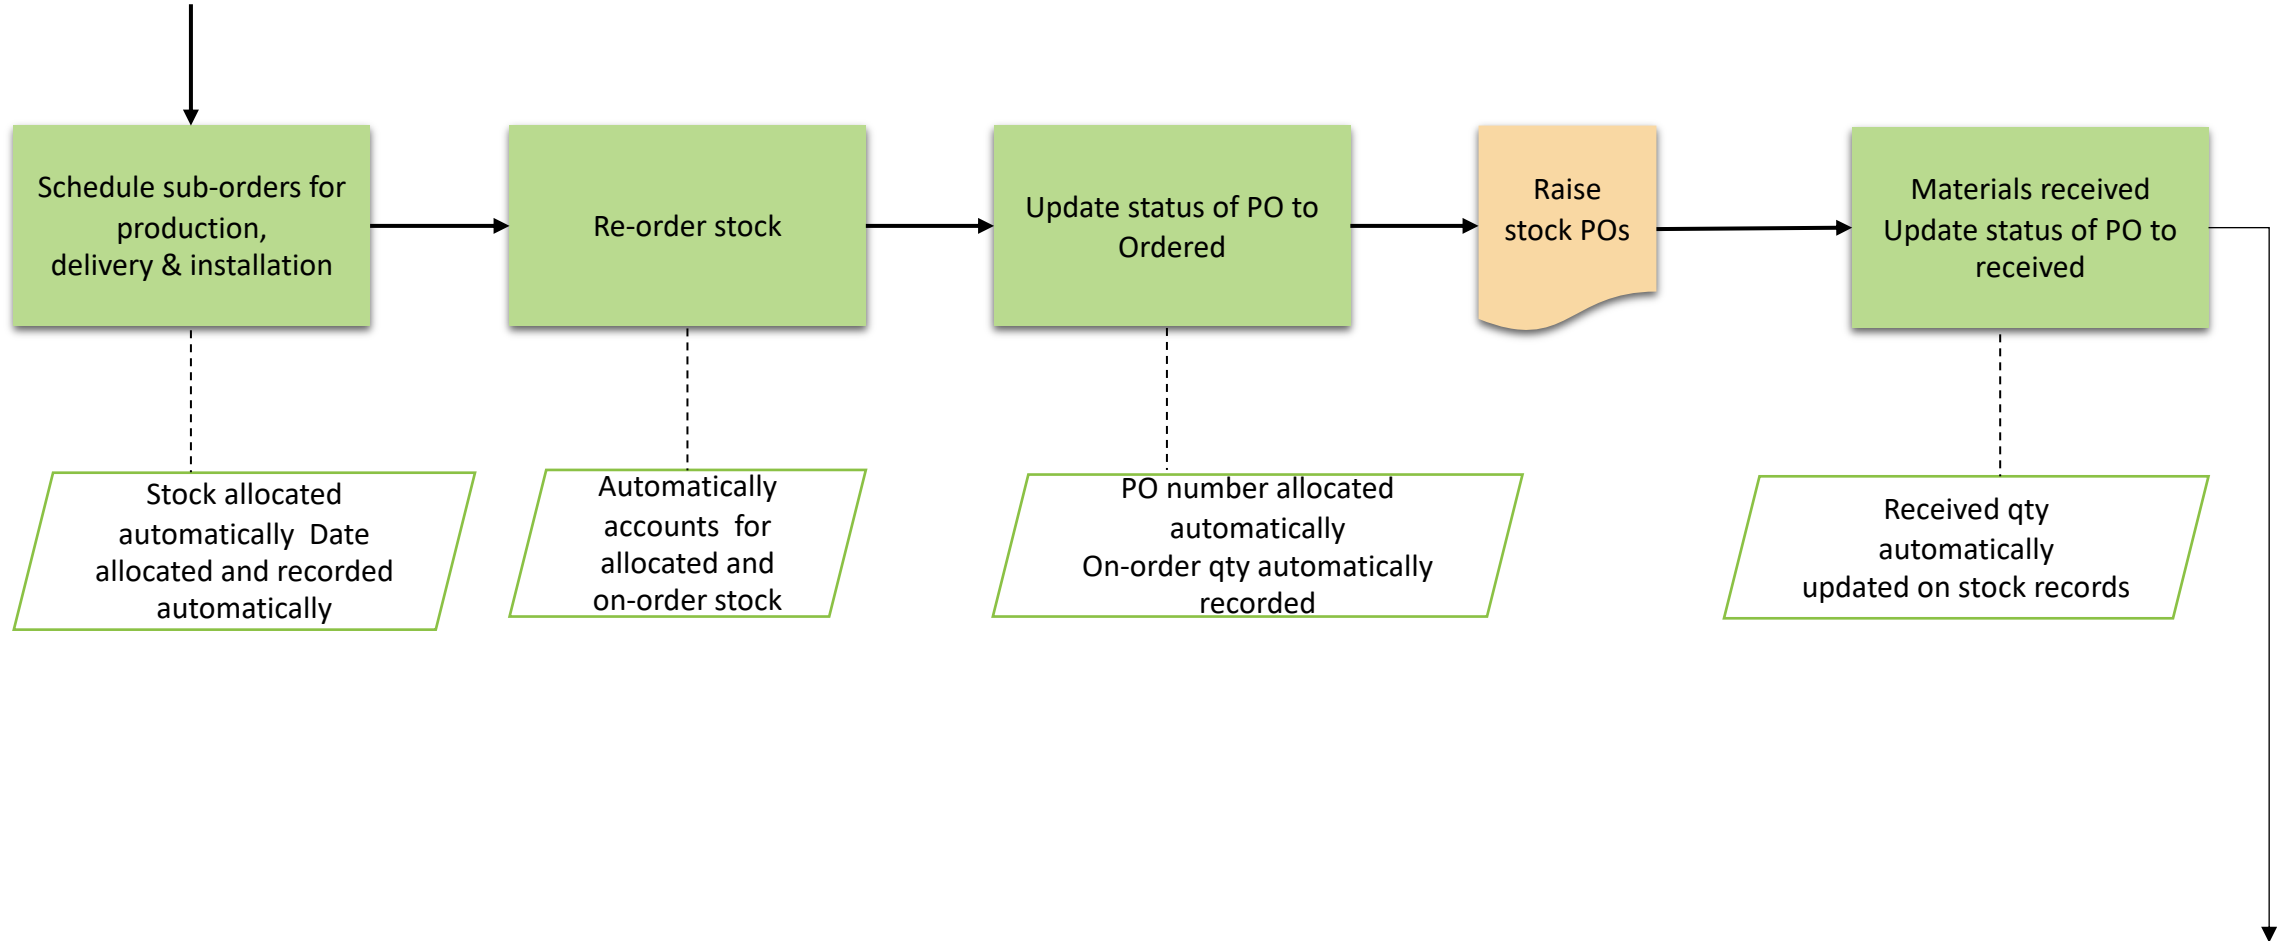 Schedule sub-orders for
production,
delivery & installation
Re-order stock
Update status of PO to
Ordered
Raise
stock POs
Materials received
Update status of PO to
received
Stock allocated
automatically  Date
allocated and recorded
automatically
Automatically
accounts  for
allocated and
on-order stock
PO number allocated
automatically
On-order qty automatically
recorded
Received qty
automatically
updated on stock records